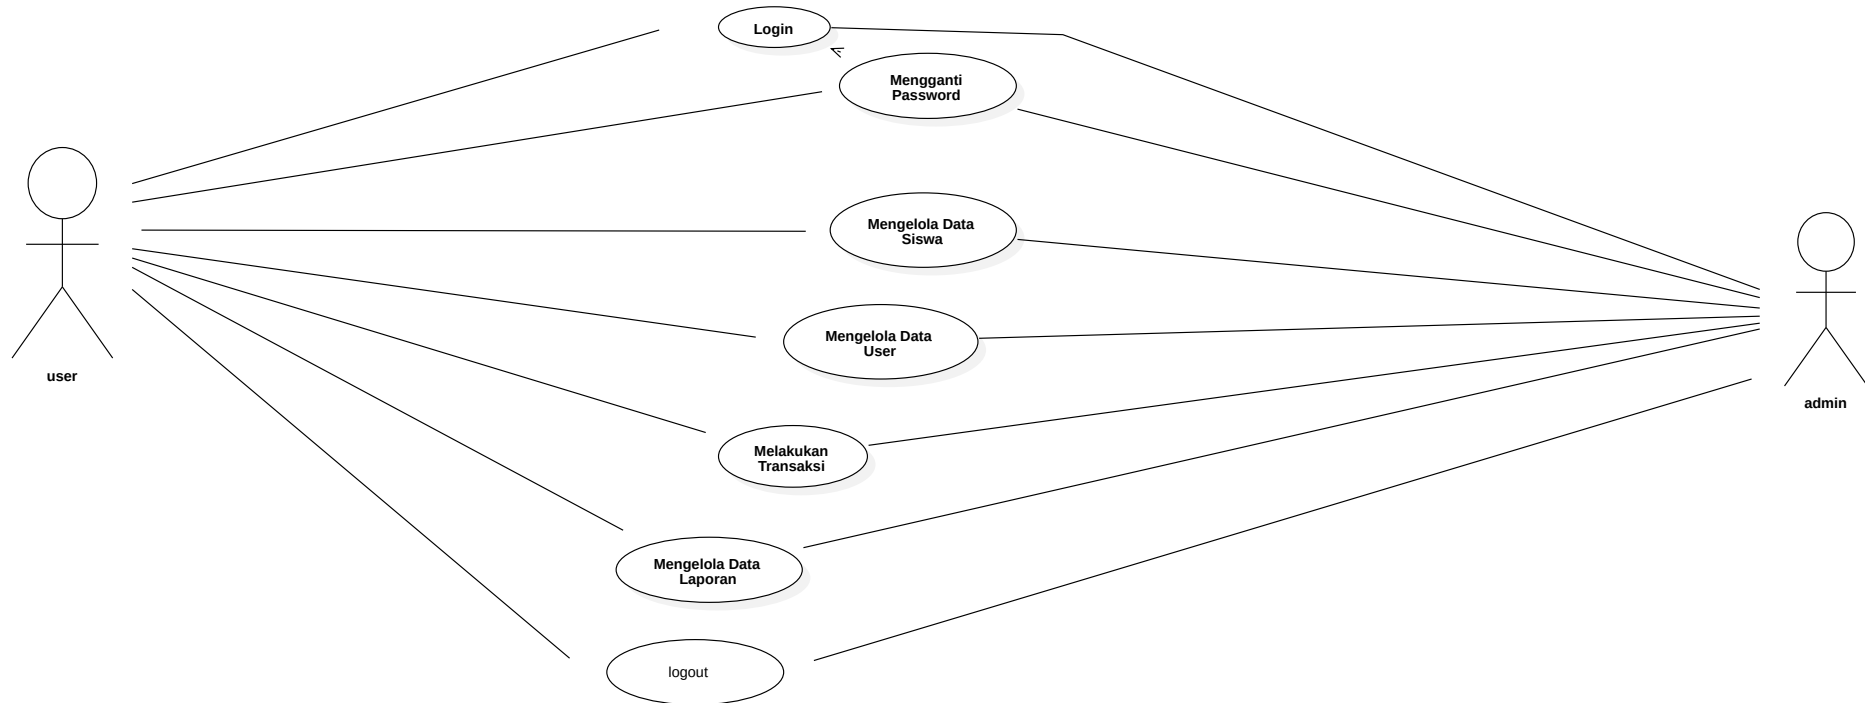 Login
Mengganti
Password
Mengelola Data
Siswa
Mengelola Data
User
user
admin
Melakukan
Transaksi
Mengelola Data
Laporan
logout